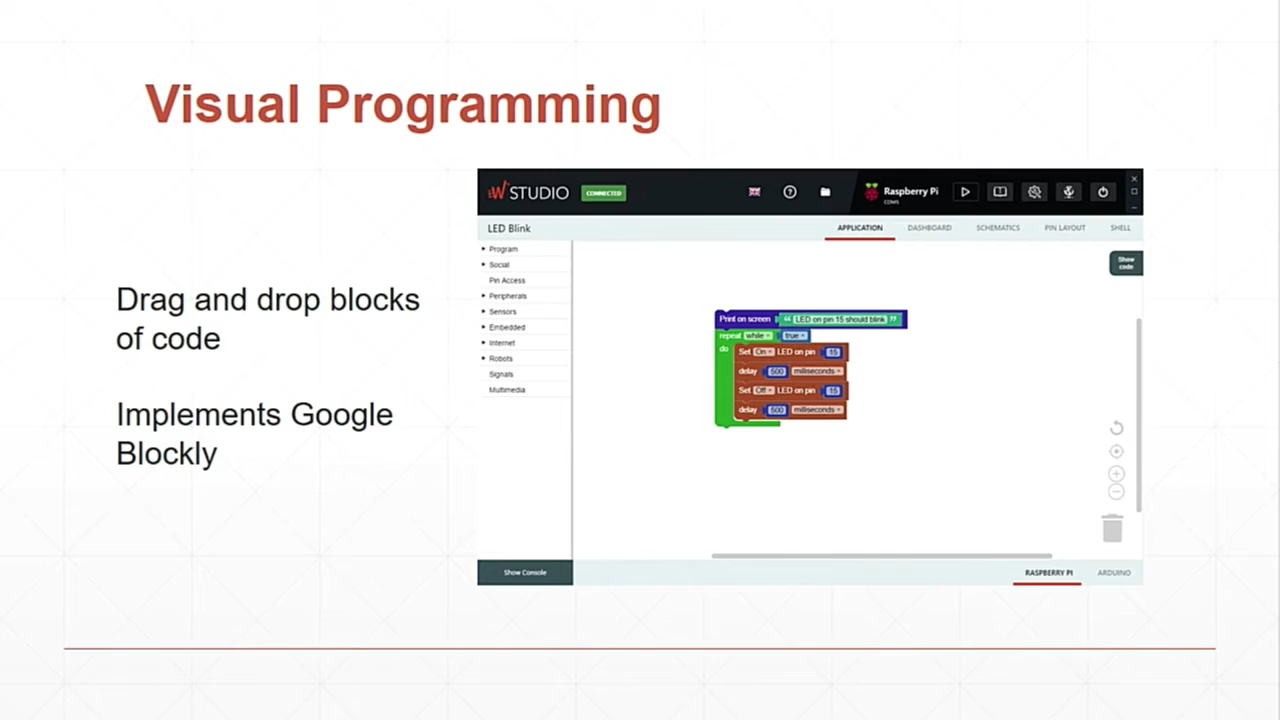 Visual Programming
Drag and drop blocks
of code
Implements Google
Blockly
W STUDIO CONNECTED Raspberry Pi
COM5
LED Blink APPLICATION DASHBOARD SCHEMATICS PIN LAYOUT SHELL
Program
Social
Pin Access
Peripherals
Sensors
Embedded
Internet
Robots
Signals
Multimedia
Show
code
Print on screen “ LED on pin 15 should blink ”
repeat while true
do
Set On LED on pin 15
delay 500 milliseconds
Set Off LED on pin 15
delay 500 milliseconds
Show Console RASPBERRY PI ARDUINO